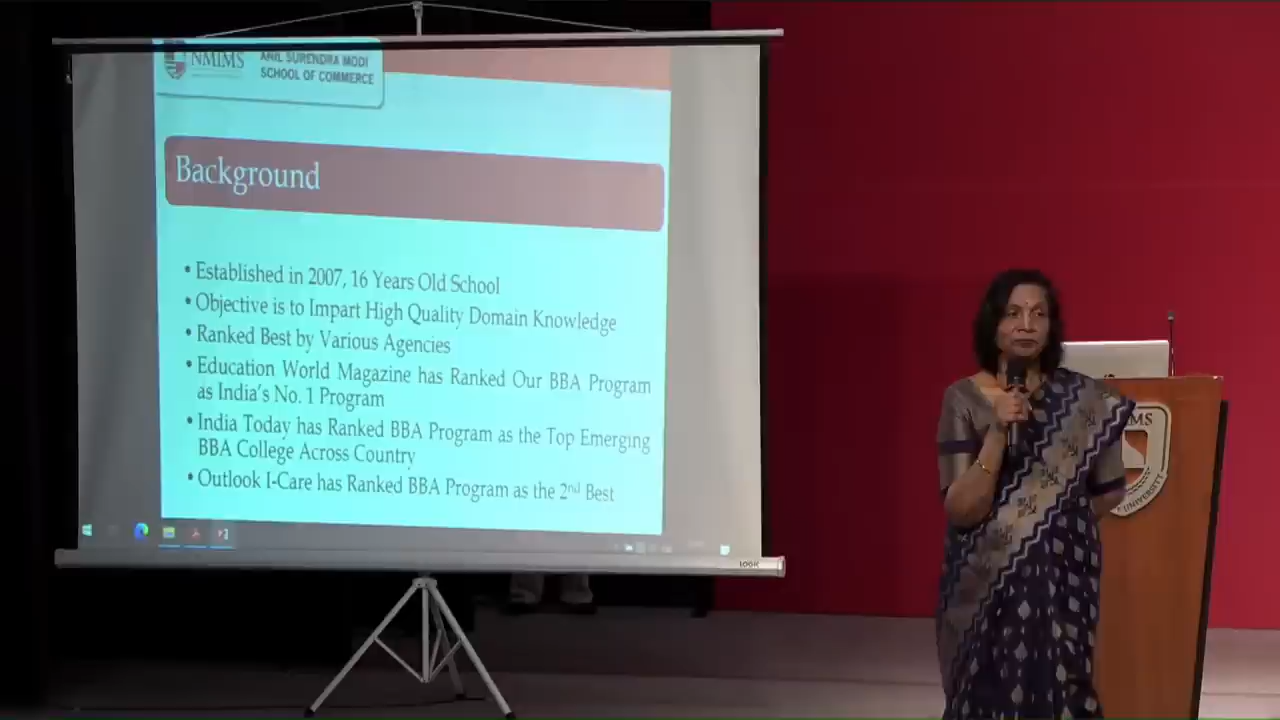 NMIMS
ANIL SURENDRA MODI
SCHOOL OF COMMERCE
Background
• Established in 2007, 16 Years Old School
• Objective is to Impart High Quality Domain Knowledge
• Ranked Best by Various Agencies
• Education World Magazine has Ranked Our BBA Program
as India's No. 1 Program
• India Today has Ranked BBA Program as the Top Emerging
BBA College Across Country
• Outlook I-Care has Ranked BBA Program as the 2nd Best
LOGIC
UNIVERSITY